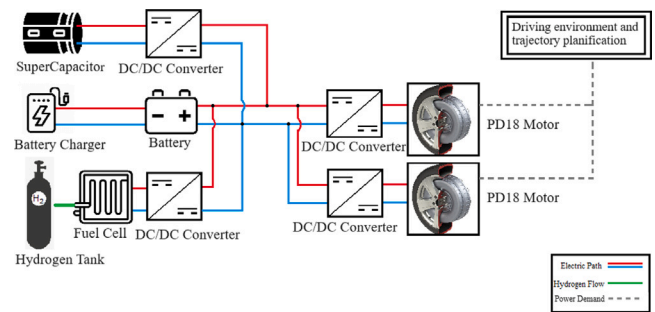 Driving environment and
trajectory planification
SuperCapacitor
DC/DC Converter
Battery Charger
Battery
DC/DC Converter
PD18 Motor
H2
Fuel Cell
DC/DC Converter
Hydrogen Tank
DC/DC Converter
PD18 Motor
Electric Path
Hydrogen Flow
Power Demand